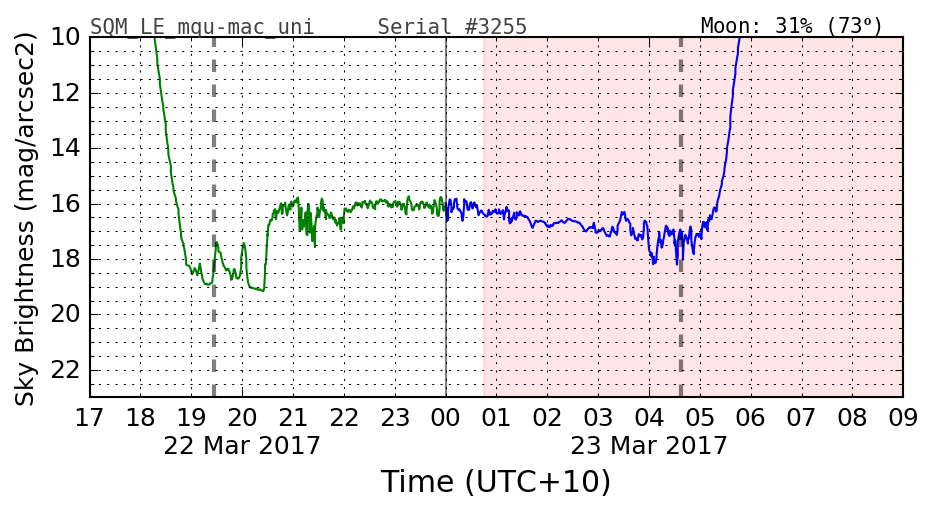 SQM_LE_mqu-mac_uni Serial #3255 Moon: 31% (73º)
Sky Brightness (mag/arcsec2)
10
12
14
16
18
20
22
17 18 19 20 21 22 23 00 01 02 03 04 05 06 07 08 09
22 Mar 2017 23 Mar 2017
Time (UTC+10)